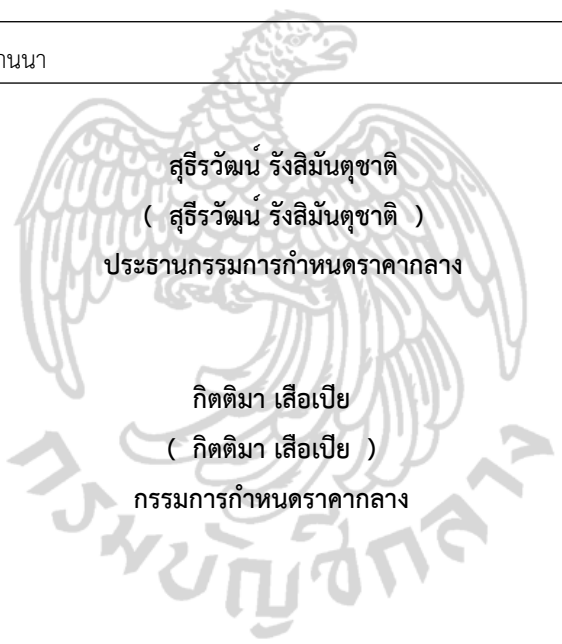 านนา
สุธีรวัฒน์ รังสิมันตุชาติ
( สุธีรวัฒน์ รังสิมันตุชาติ )
ประธานกรรมการกำหนดราคากลาง
กิตติมา เสือเปีย
( กิตติมา เสือเปีย )
กรรมการกำหนดราคากลาง
กรมบัญชีกลาง